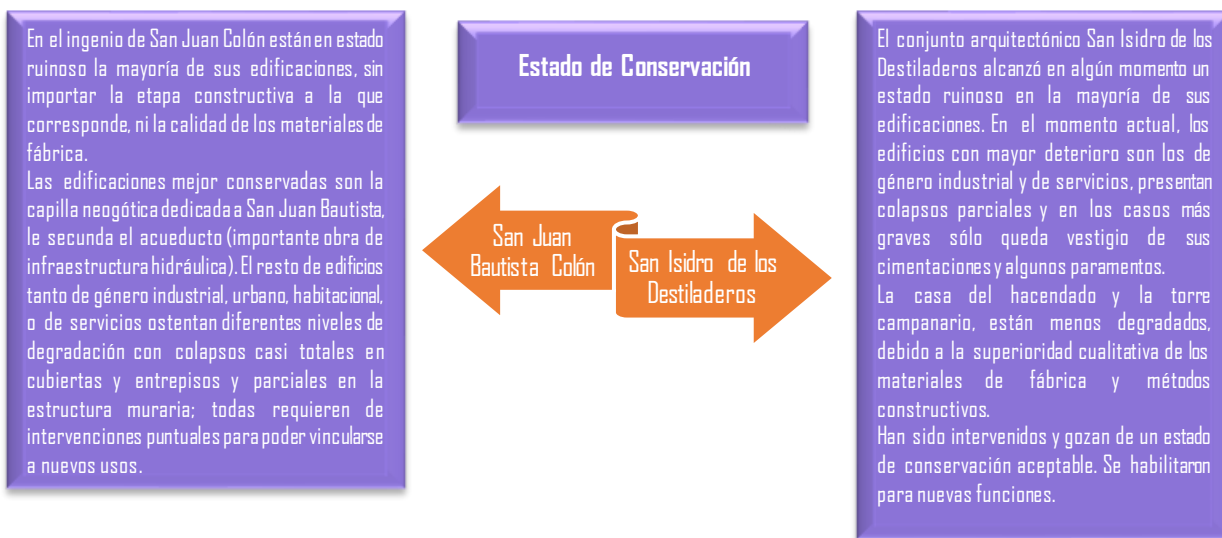 En el ingenio de San Juan Colón están en estado
ruinoso la mayoría de sus edificaciones, sin
importar la etapa constructiva a la que
corresponde, ni la calidad de los materiales de
fábrica.
Las edificaciones mejor conservadas son la
capilla neogótica dedicada a San Juan Bautista,
le secunda el acueducto (importante obra de
infraestructura hidráulica). El resto de edificios
tanto de género industrial, urbano, habitacional,
o de servicios ostentan diferentes niveles de
degradación con colapsos casi totales en
cubiertas y entrepisos y parciales en la
estructura muraria; todas requieren de
intervenciones puntuales para poder vincularse
a nuevos usos.
Estado de Conservación
San Juan
Bautista Colón
San Isidro de los
Destiladeros
El conjunto arquitectónico San Isidro de los
Destiladeros alcanzó en algún momento un
estado ruinoso en la mayoría de sus
edificaciones. En el momento actual, los
edificios con mayor deterioro son los de
género industrial y de servicios, presentan
colapsos parciales y en los casos más
graves sólo queda vestigio de sus
cimentaciones y algunos paramentos.
La casa del hacendado y la torre
campanario, están menos degradados,
debido a la superioridad cualitativa de los
materiales de fábrica y métodos
constructivos.
Han sido intervenidos y gozan de un estado
de conservación aceptable. Se habilitaron
para nuevas funciones.